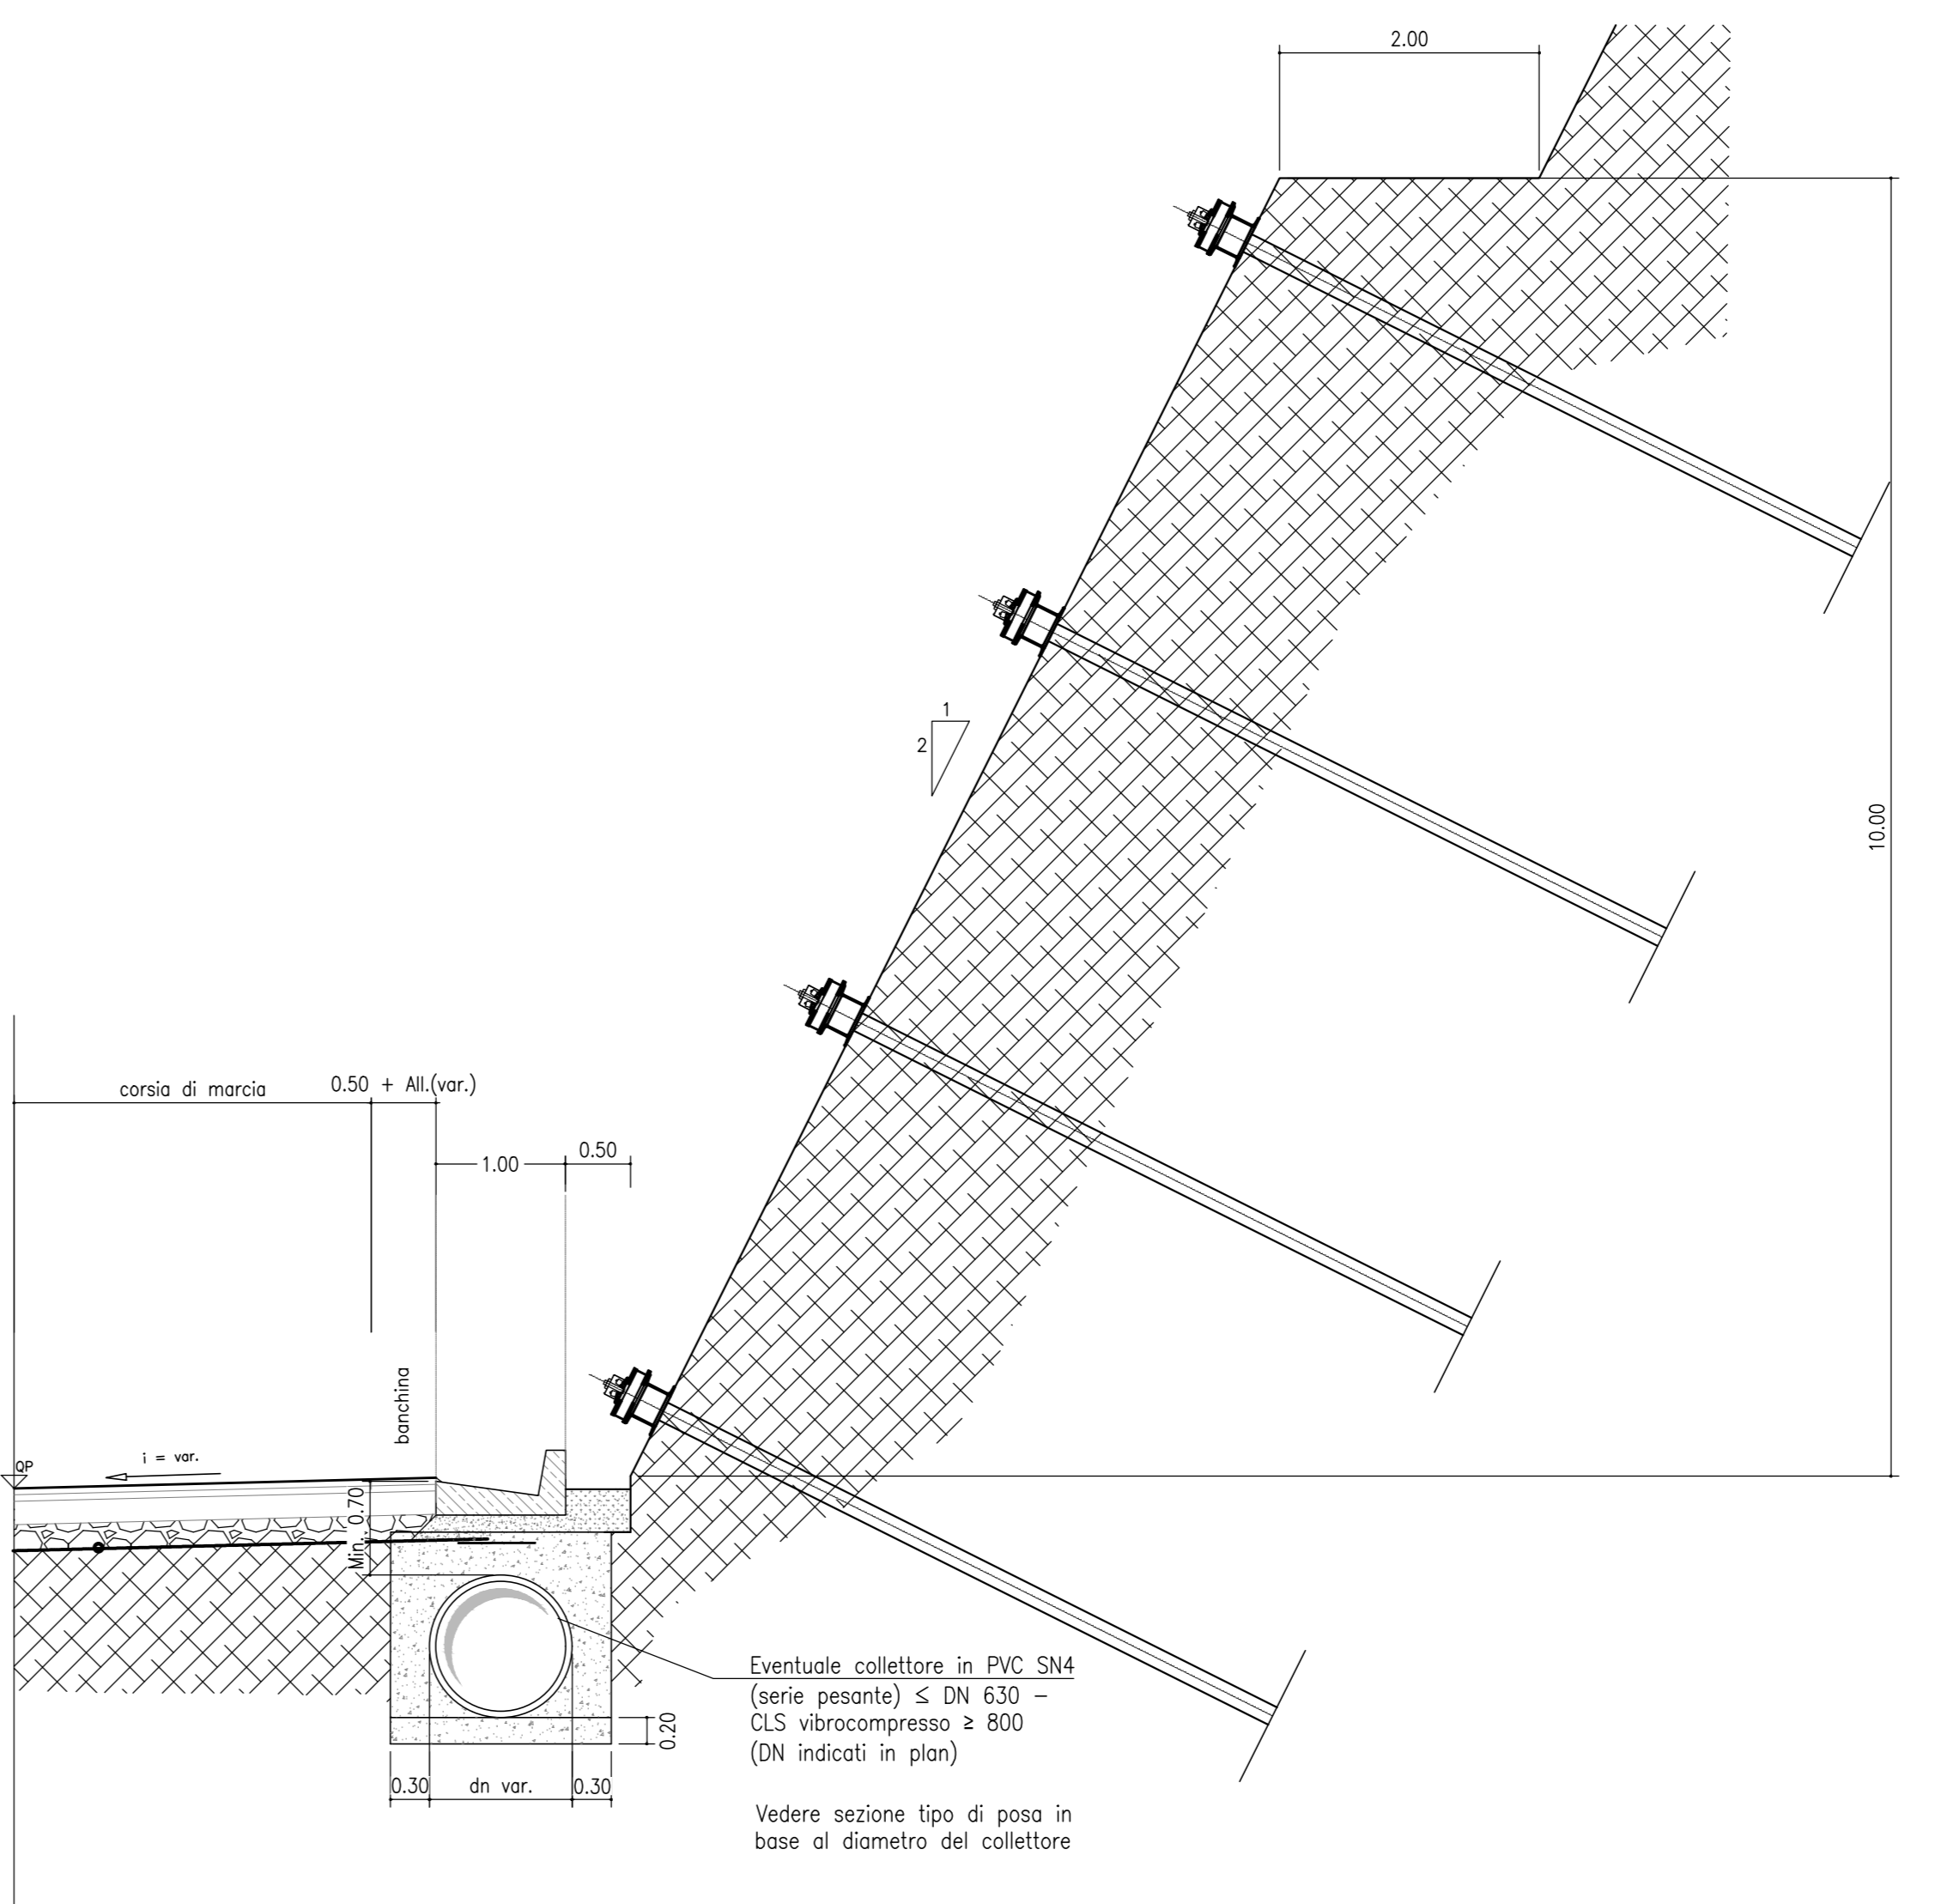 2.00
1
2
10.00
corsia di marcia
0.50 + All.(var.)
1.00
0.50
banchina
QP
i = var.
Min. 0.70
Eventuale collettore in PVC SN4
(serie pesante) ≤ DN 630 –
CLS vibrocompresso ≥ 800
(DN indicati in plan)
0.20
0.30
dn var.
0.30
Vedere sezione tipo di posa in
base al diametro del collettore